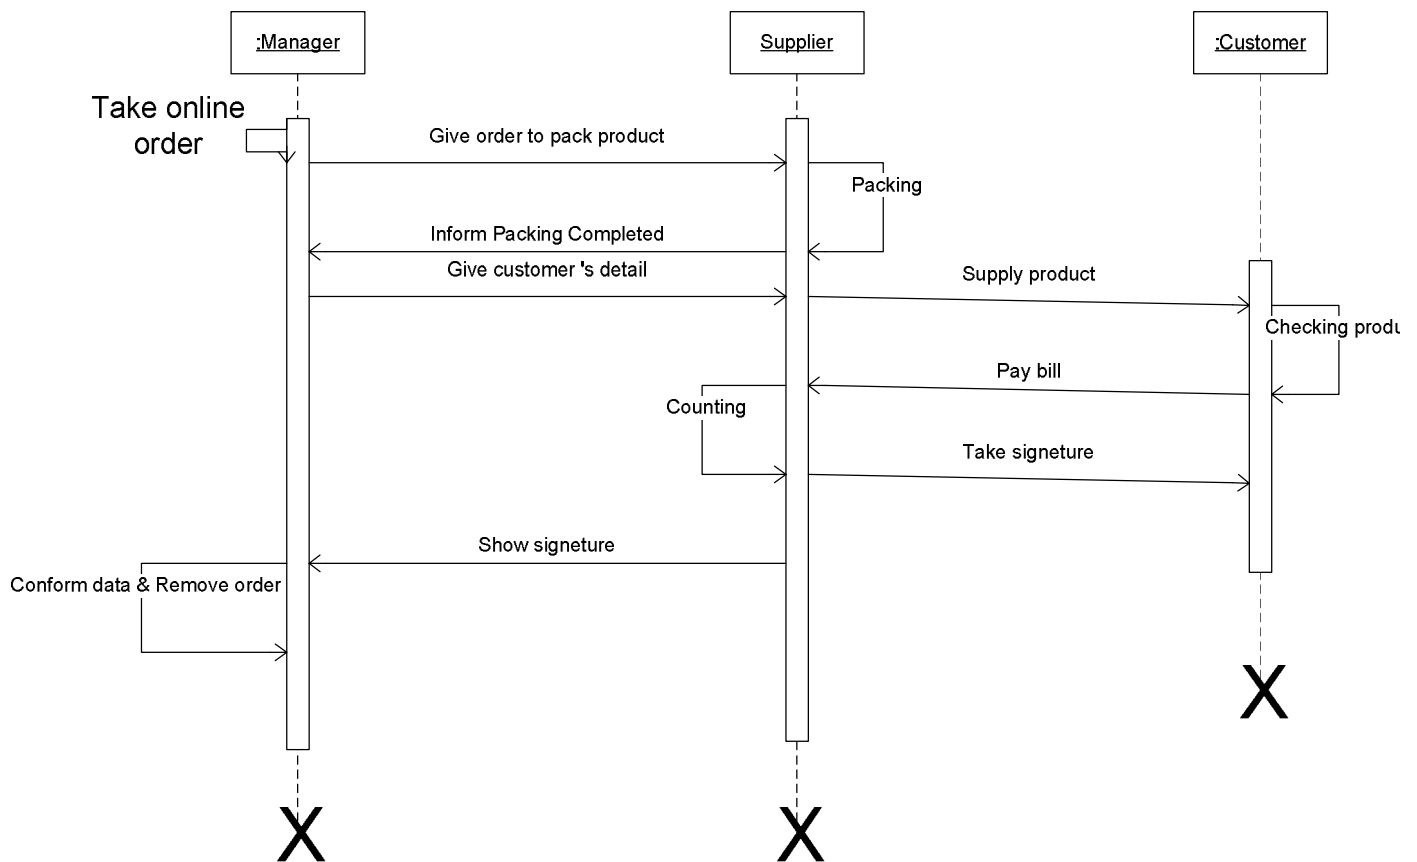 :Manager
Supplier
:Customer
Take online
order
Give order to pack product
Packing
Inform Packing Completed
Give customer 's detail
Supply product
Checking produ
Pay bill
Counting
Take signeture
Show signeture
Conform data & Remove order
X
X
X